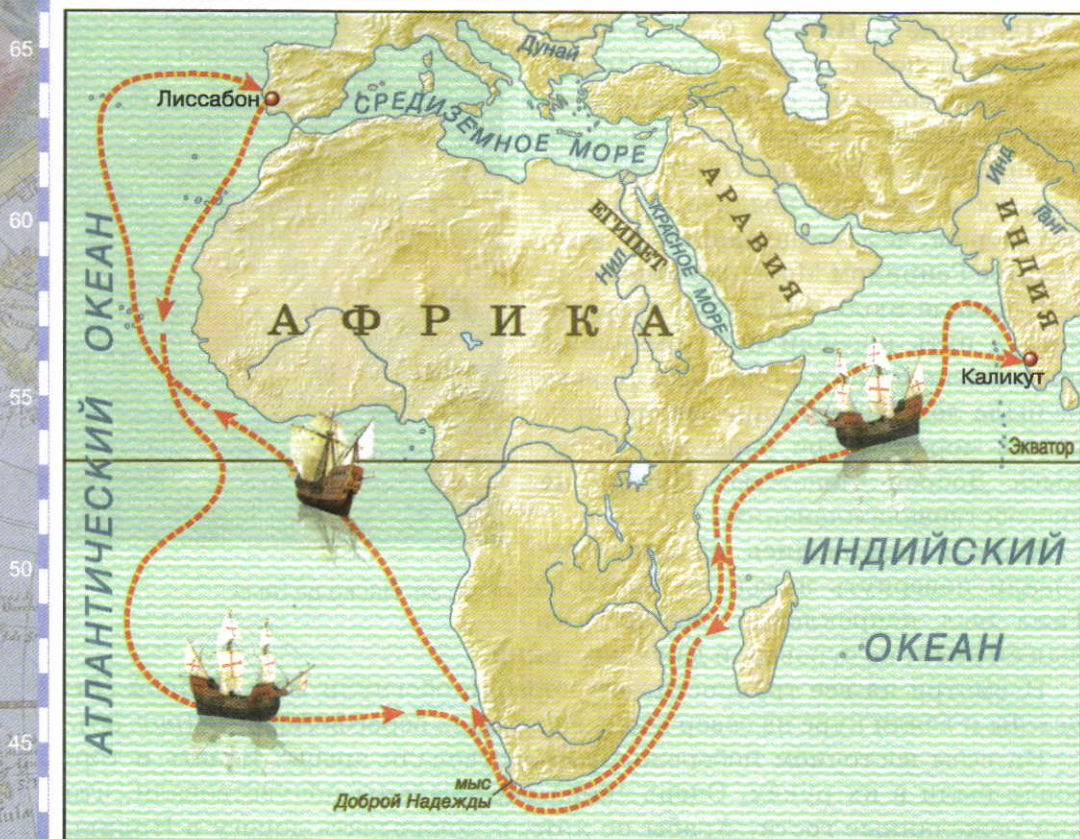 65
60
55
50
45
Дунай
Лиссабон
СРЕДИЗЕМНОЕ МОРЕ
ЕГИПЕТ
Нил
КРАСНОЕ МОРЕ
АРАВИЯ
Инд
Ганг
ИНДИЯ
АФРИКА
Каликут
Экватор
АТЛАНТИЧЕСКИЙ ОКЕАН
ИНДИЙСКИЙ
ОКЕАН
мыс
Доброй Надежды